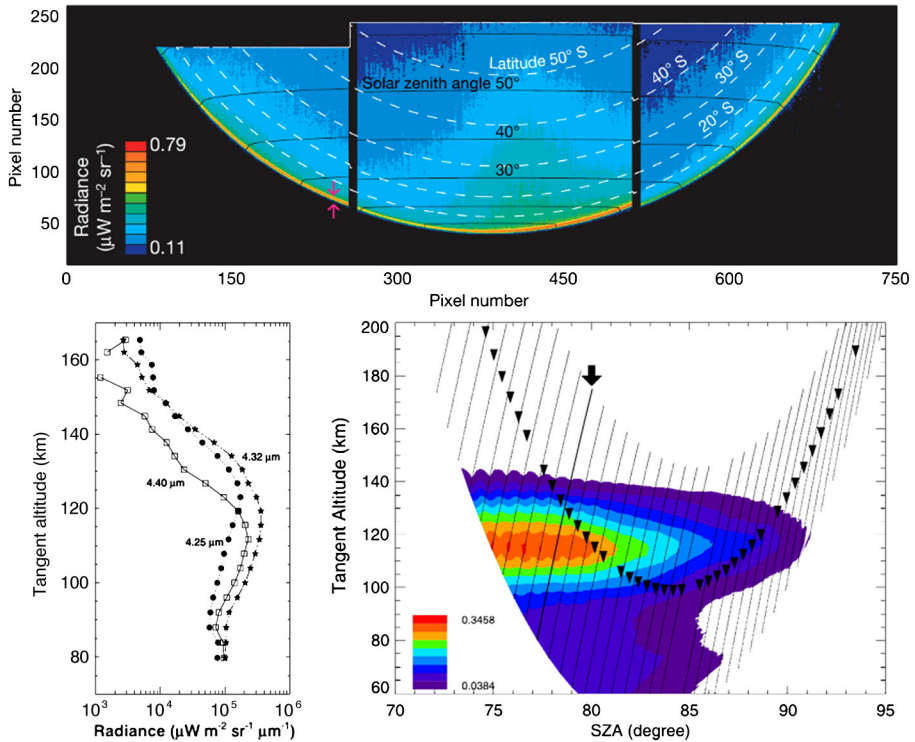 250
200
150
100
50
Pixel number
Latitude 50° S
40° S
30° S
20° S
Solar zenith angle 50°
40°
30°
Radiance
(μW m⁻² sr⁻¹)
0.79
0.11
0
150
300
450
600
750
Pixel number
160
140
120
100
80
Tangent altitude (km)
4.32 μm
4.40 μm
4.25 μm
10³
10⁴
10⁵
10⁶
Radiance (μW m⁻² sr⁻¹ μm⁻¹)
200
180
160
140
120
100
80
60
Tangent Altitude (km)
0.3458
0.0384
70
75
80
85
90
95
SZA (degree)